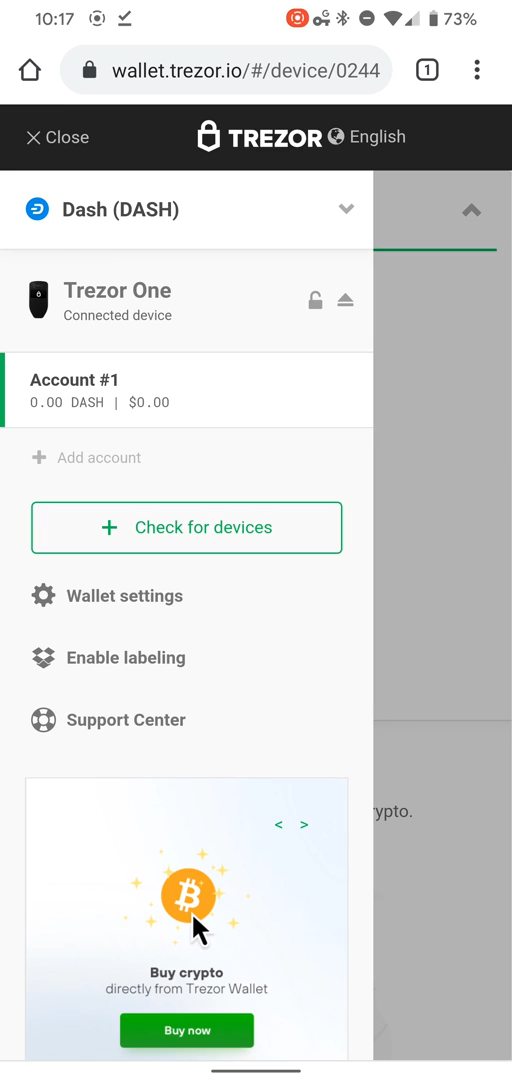 10:17
G
73%
wallet.trezor.io/#/device/0244
1
Close
TREZOR
English
Dash (DASH)
Trezor One
Connected device
Account #1
0.00 DASH | $0.00
+ Add account
+ Check for devices
Wallet settings
Enable labeling
Support Center
rypto.
< >
Buy crypto
directly from Trezor Wallet
Buy now